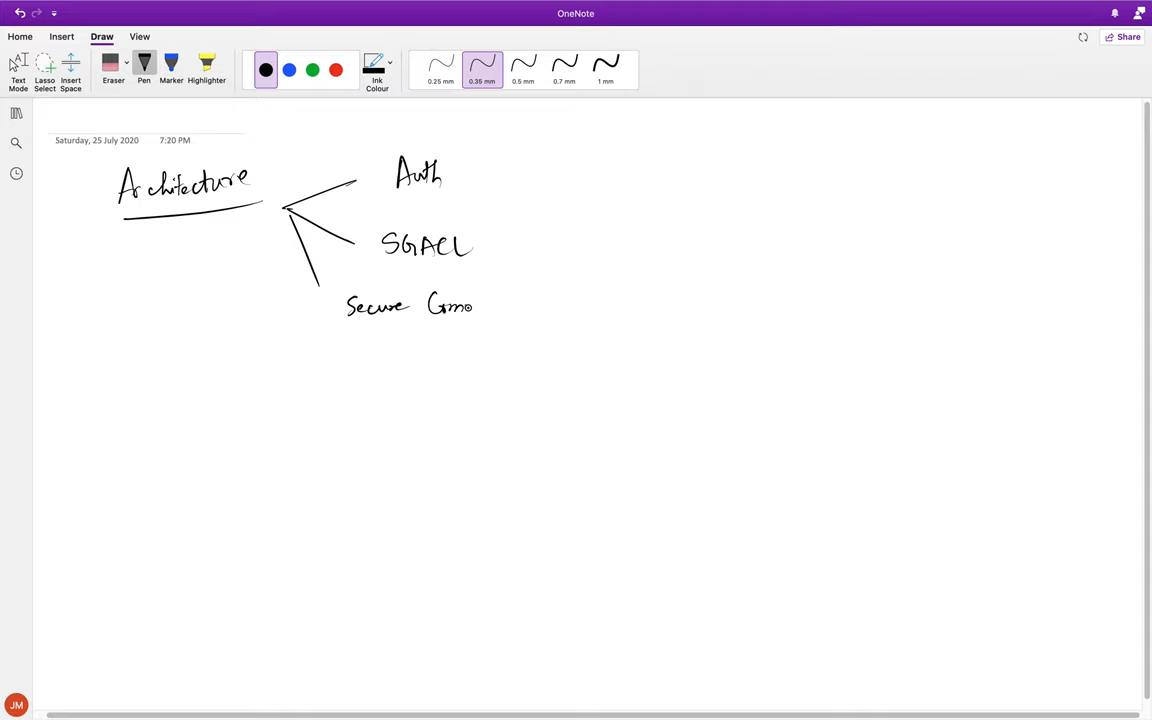 OneNote
Home Insert Draw View
Share
Text Mode
Lasso Select
Insert Space
Eraser
Pen
Marker
Highlighter
Ink Colour
0.25 mm
0.35 mm
0.5 mm
0.7 mm
1 mm
Saturday, 25 July 2020 7:20 PM
Architecture
Auth
SGACL
Secure
JM